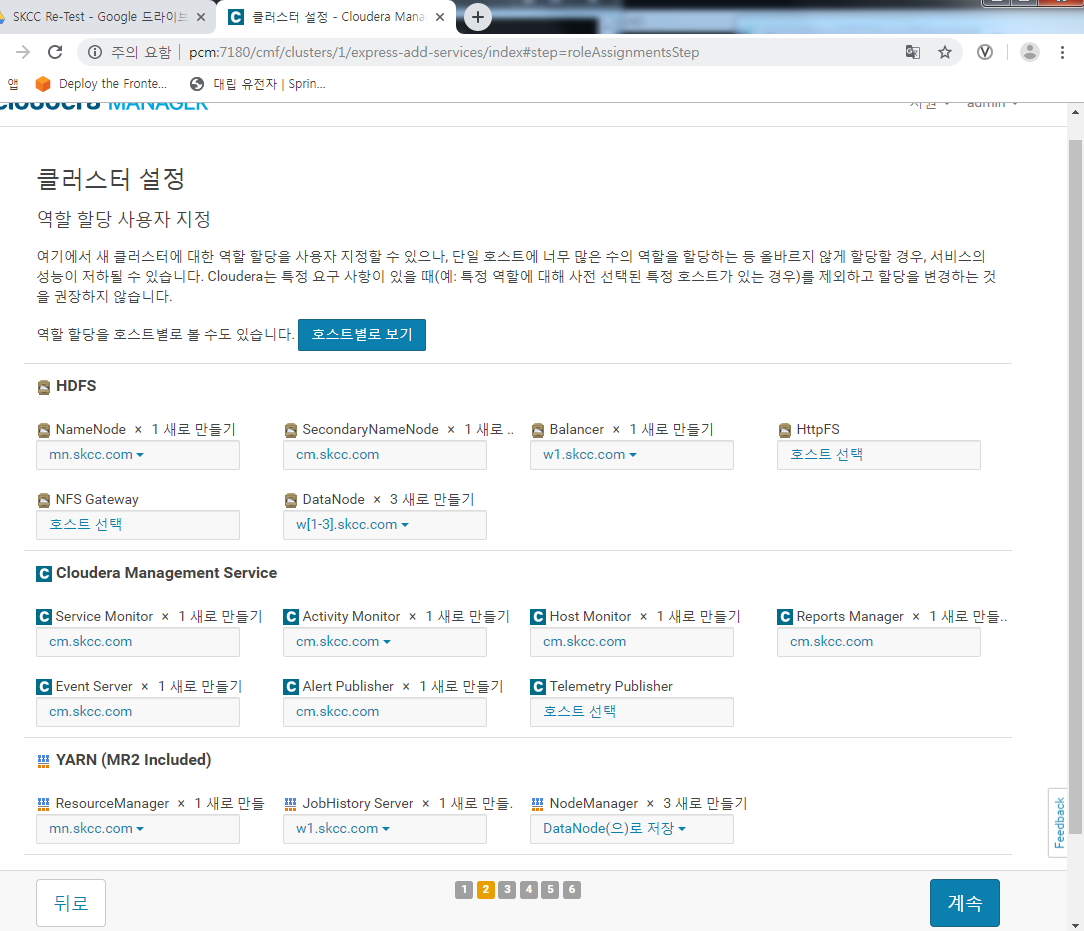 SKCC Re-Test - Google 드라이브
클러스터 설정 - Cloudera Mana
주의 요함 pcm:7180/cmf/clusters/1/express-add-services/index#step=roleAssignmentsStep
앱 Deploy the Fronte... 대립 유전자 | Sprin...
cloudera MANAGER 지원 admin
클러스터 설정
역할 할당 사용자 지정
여기에서 새 클러스터에 대한 역할 할당을 사용자 지정할 수 있으나, 단일 호스트에 너무 많은 수의 역할을 할당하는 등 올바르지 않게 할당할 경우, 서비스의
성능이 저하될 수 있습니다. Cloudera는 특정 요구 사항이 있을 때(예: 특정 역할에 대해 사전 선택된 특정 호스트가 있는 경우)를 제외하고 할당을 변경하는 것
을 권장하지 않습니다.
역할 할당을 호스트별로 볼 수도 있습니다. 호스트별로 보기
HDFS
NameNode × 1 새로 만들기 SecondaryNameNode × 1 새로 .. Balancer × 1 새로 만들기 HttpFS
mn.skcc.com cm.skcc.com w1.skcc.com 호스트 선택
NFS Gateway DataNode × 3 새로 만들기
호스트 선택 w[1-3].skcc.com
Cloudera Management Service
Service Monitor × 1 새로 만들기 Activity Monitor × 1 새로 만들기 Host Monitor × 1 새로 만들기 Reports Manager × 1 새로 만들..
cm.skcc.com cm.skcc.com cm.skcc.com cm.skcc.com
Event Server × 1 새로 만들기 Alert Publisher × 1 새로 만들기 Telemetry Publisher
cm.skcc.com cm.skcc.com 호스트 선택
YARN (MR2 Included)
ResourceManager × 1 새로 만들 JobHistory Server × 1 새로 만들. NodeManager × 3 새로 만들기
mn.skcc.com w1.skcc.com DataNode(으)로 저장
Feedback
뒤로 1 2 3 4 5 6 계속